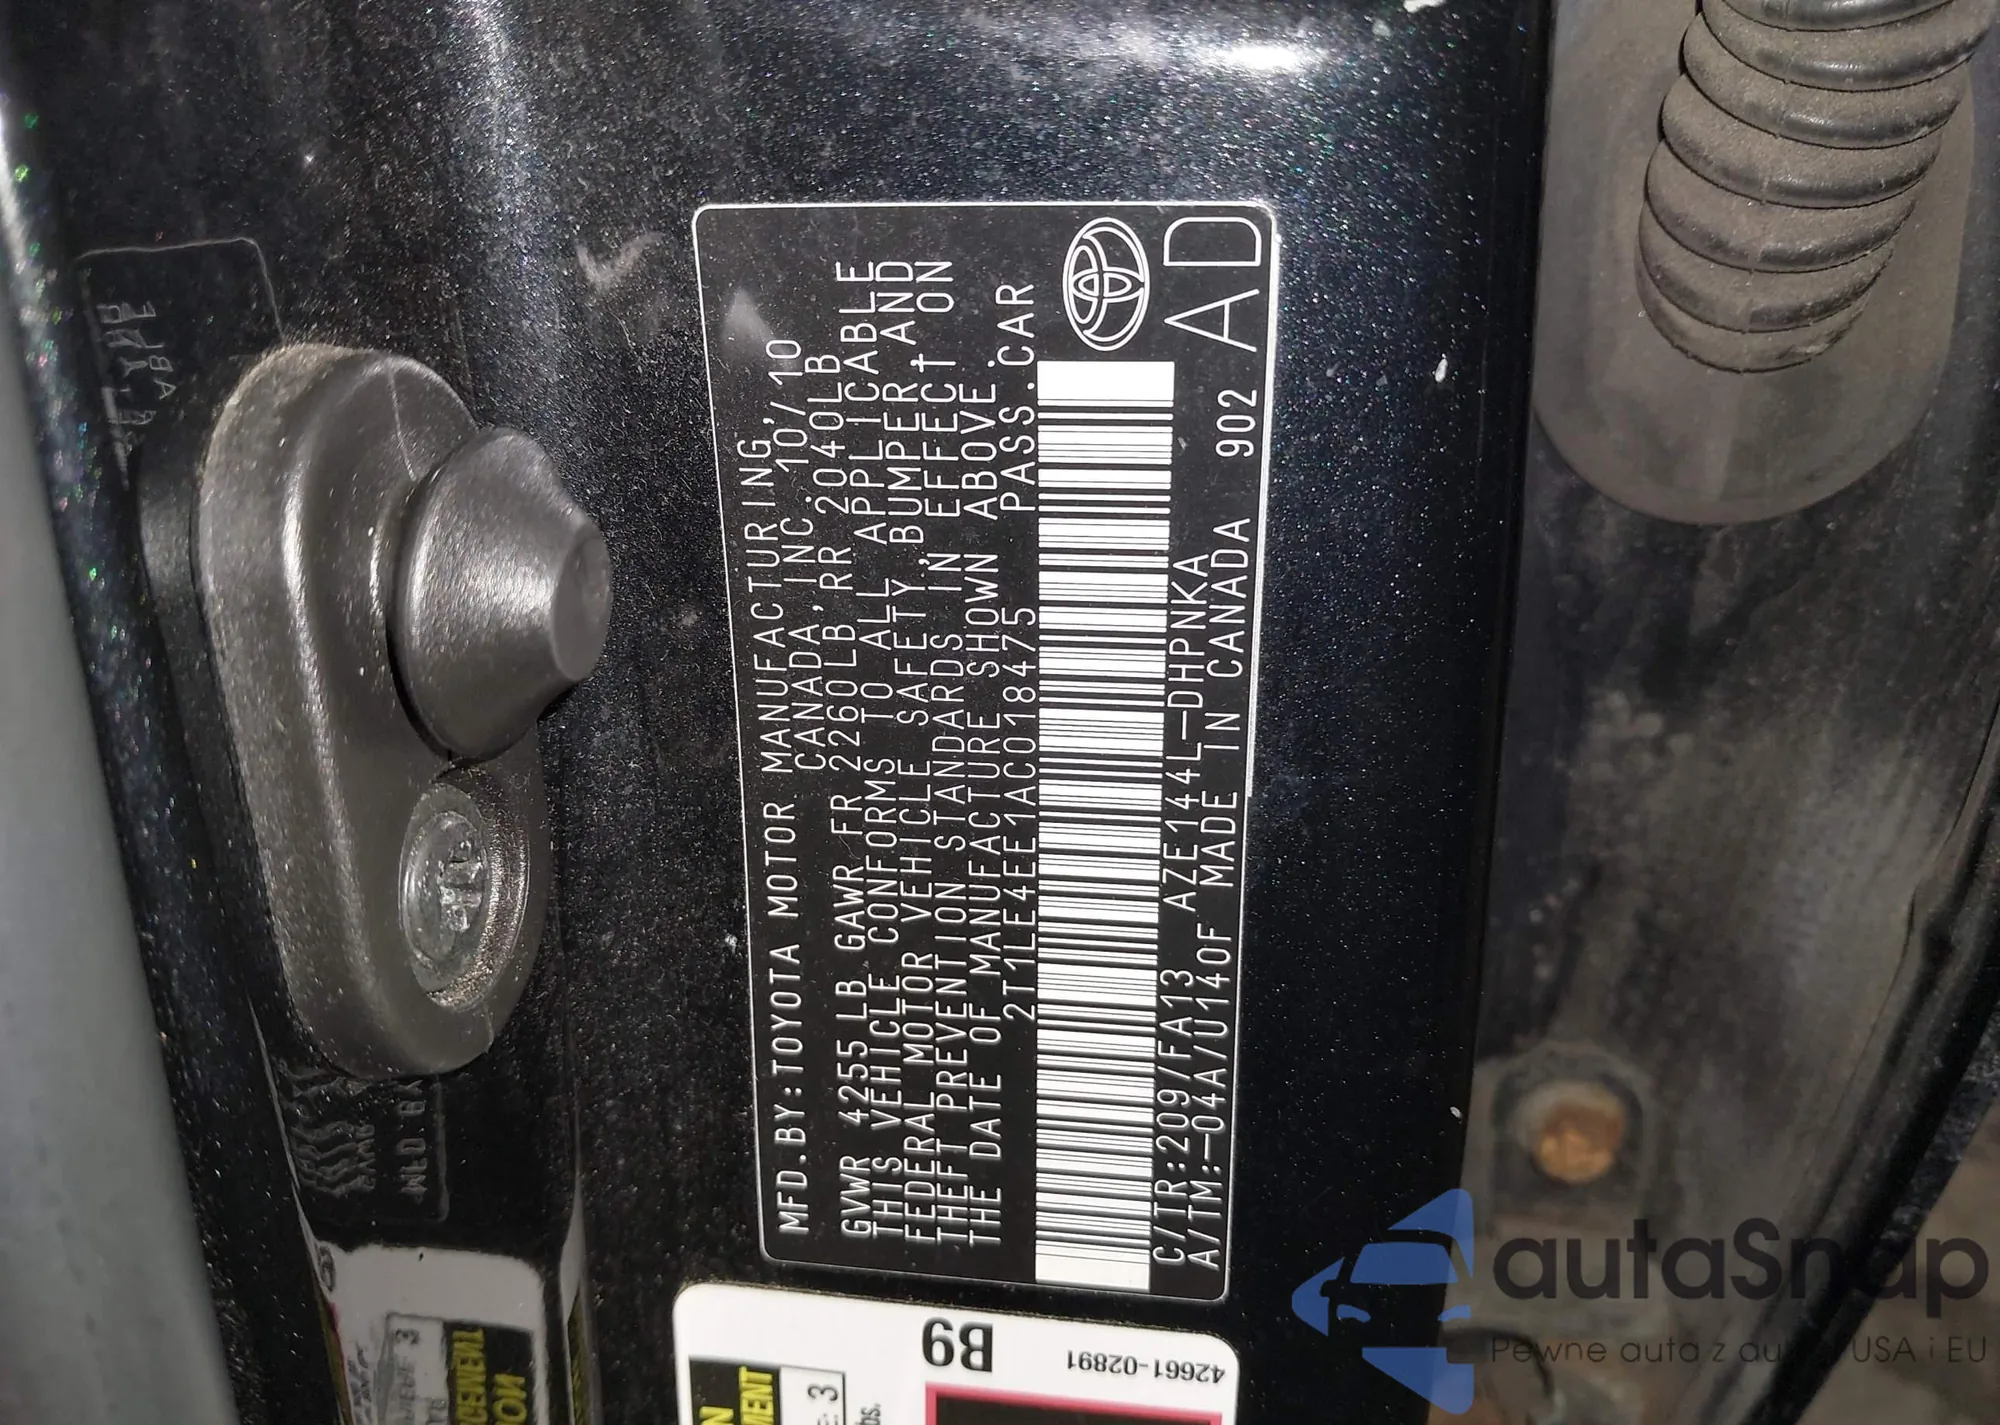 MFD.BY:TOYOTA MOTOR MANUFACTURING,
CANADA,INC.10/10
GVWR 4255LB GAWR FR 2260LB,RR 2040LB
THIS VEHICLE CONFORMS TO ALL APPLICABLE
FEDERAL MOTOR VEHICLE SAFETY,BUMPER,AND
THEFT PREVENTION STANDARDS IN EFFECT ON
THE DATE OF MANUFACTURE SHOWN ABOVE.
2T1LE4EE1AC018475 PASS.CAR
C/TR:209/FA13 AZE144L-DHPNKA
A/TM:-04A/U140F MADE IN CANADA 902
AD
B9
42661-02891
3
autaSnap
Pewne auta z USA i EU